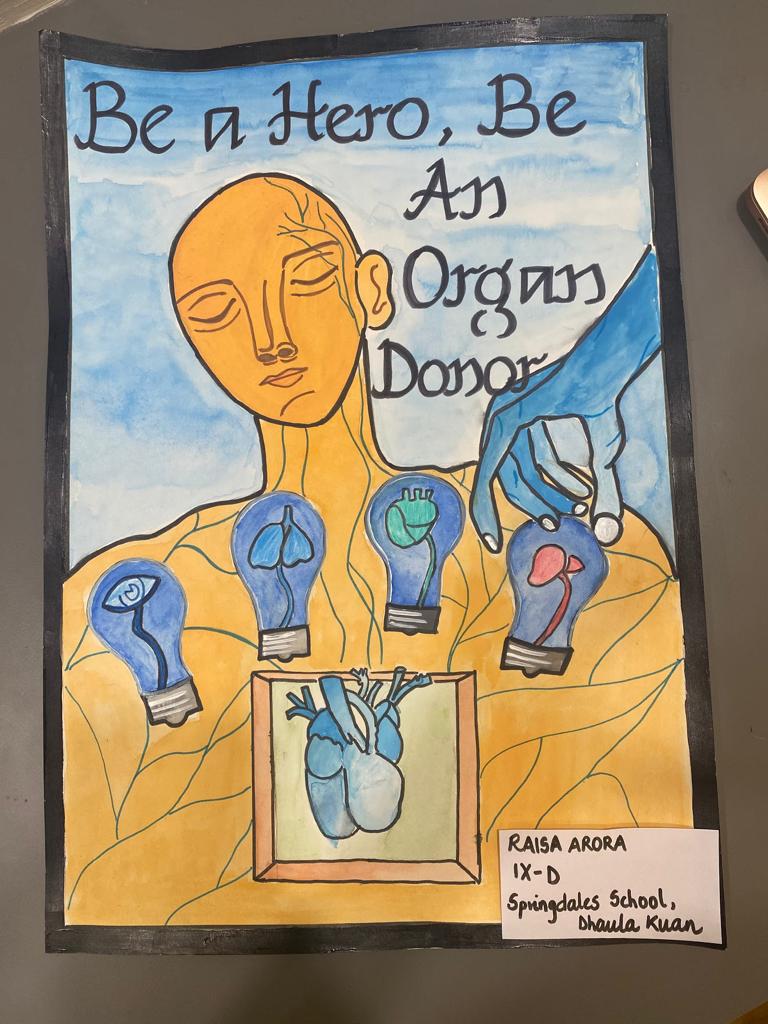 Be a Hero, Be
An
Organ
Donor
RAISA ARORA
IX-D
Springdales School,
Dhaula Kuan